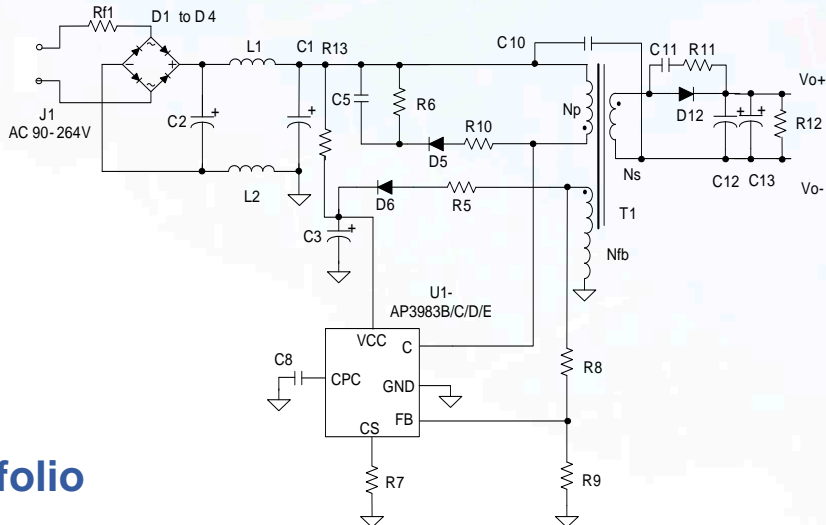 Rf1
D1 to D4
J1
AC 90-264V
C2
L1
L2
C1
R13
C5
R6
D5
R10
C10
Np
C11
R11
D12
Ns
C12
C13
R12
Vo+
Vo-
D6
R5
C3
T1
Nfb
U1-
AP3983B/C/D/E
VCC
C
CPC
GND
FB
CS
C8
R7
R8
R9
+
+
+
+
+
folio